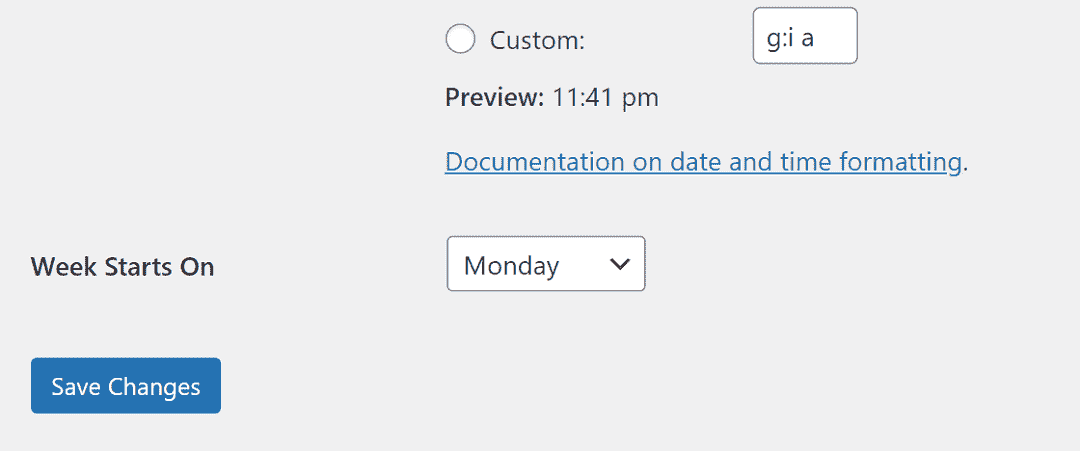 Custom: g:i a
Preview: 11:41 pm
Documentation on date and time formatting.
Week Starts On Monday
Save Changes